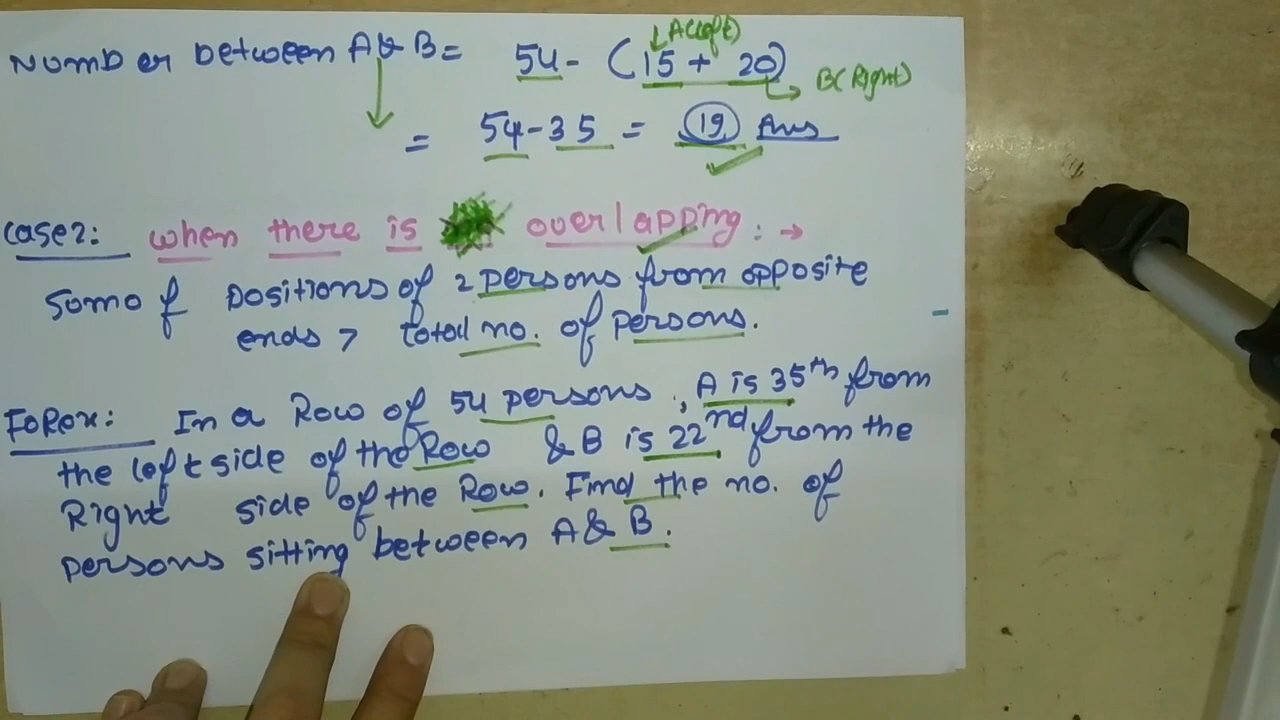 Number between A & B = 54 - (15 + 20)
A(left)
B(Right)
= 54-35 = 19 Ans
Case2: when there is overlapping : →
Sum of positions of 2 persons from opposite
ends > total no. of persons.
For ex: In a Row of 54 persons, A is 35th from
the left side of the Row & B is 22nd from the
Right side of the Row. Find the no. of
persons sitting between A & B.